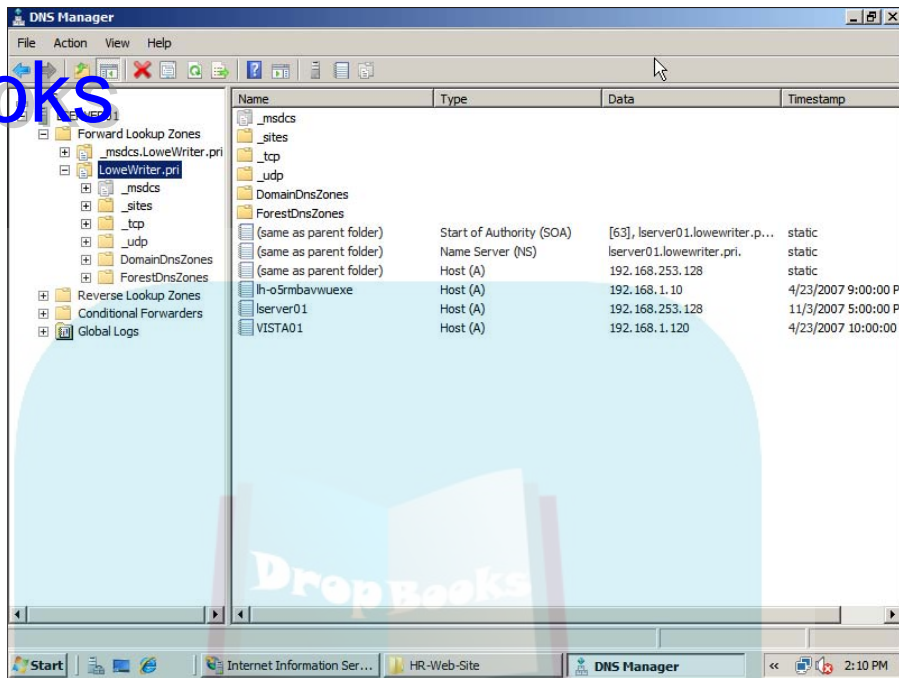 DNS Manager
File Action View Help
oks
Name Type Data Timestamp
Forward Lookup Zones
_msdcs.LoweWriter.pri
LoweWriter.pri
_msdcs
_sites
_tcp
_udp
DomainDnsZones
ForestDnsZones
Reverse Lookup Zones
Conditional Forwarders
Global Logs
_msdcs
_sites
_tcp
_udp
DomainDnsZones
ForestDnsZones
(same as parent folder) Start of Authority (SOA) [63], lserver01.lowewriter.p... static
(same as parent folder) Name Server (NS) lserver01.lowewriter.pri. static
(same as parent folder) Host (A) 192.168.253.128 static
lh-o5rmbavwuexe Host (A) 192.168.1.10 4/23/2007 9:00:00 P
lserver01 Host (A) 192.168.253.128 11/3/2007 5:00:00 P
VISTA01 Host (A) 192.168.1.120 4/23/2007 10:00:00
DropBooks
Start Internet Information Ser... HR-Web-Site DNS Manager « 2:10 PM